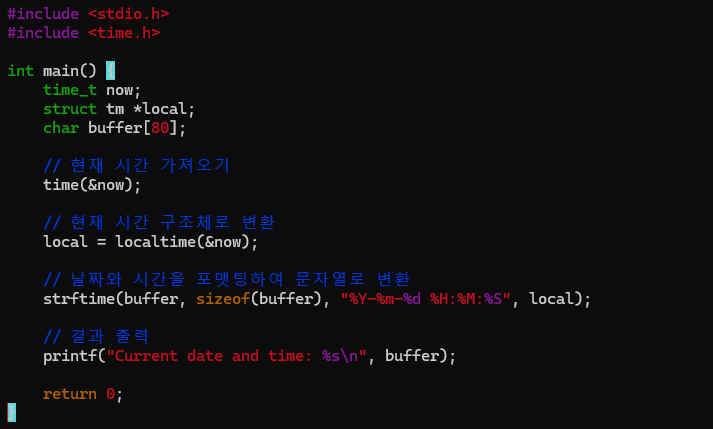 #include <stdio.h>
#include <time.h>
int main() {
    time_t now;
    struct tm *local;
    char buffer[80];
    // 현재 시간 가져오기
    time(&now);
    // 현재 시간 구조체로 변환
    local = localtime(&now);
    // 날짜와 시간을 포맷팅하여 문자열로 변환
    strftime(buffer, sizeof(buffer), "%Y-%m-%d %H:%M:%S", local);
    // 결과 출력
    printf("Current date and time: %s\n", buffer);
    return 0;
}